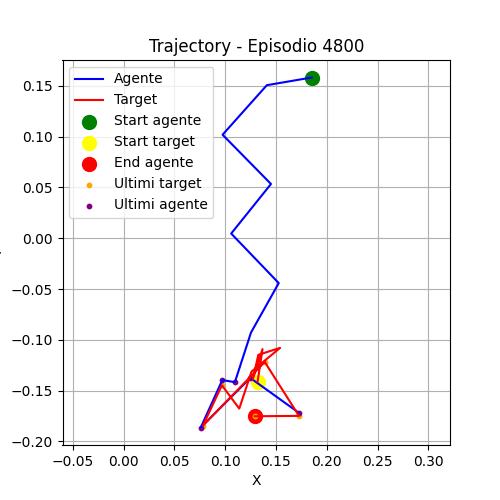 Trajectory - Episodio 4800
Agente
Target
Start agente
Start target
End agente
Ultimi target
Ultimi agente
0.15
0.10
0.05
0.00
−0.05
−0.10
−0.15
−0.20
−0.05 0.00 0.05 0.10 0.15 0.20 0.25 0.30
X